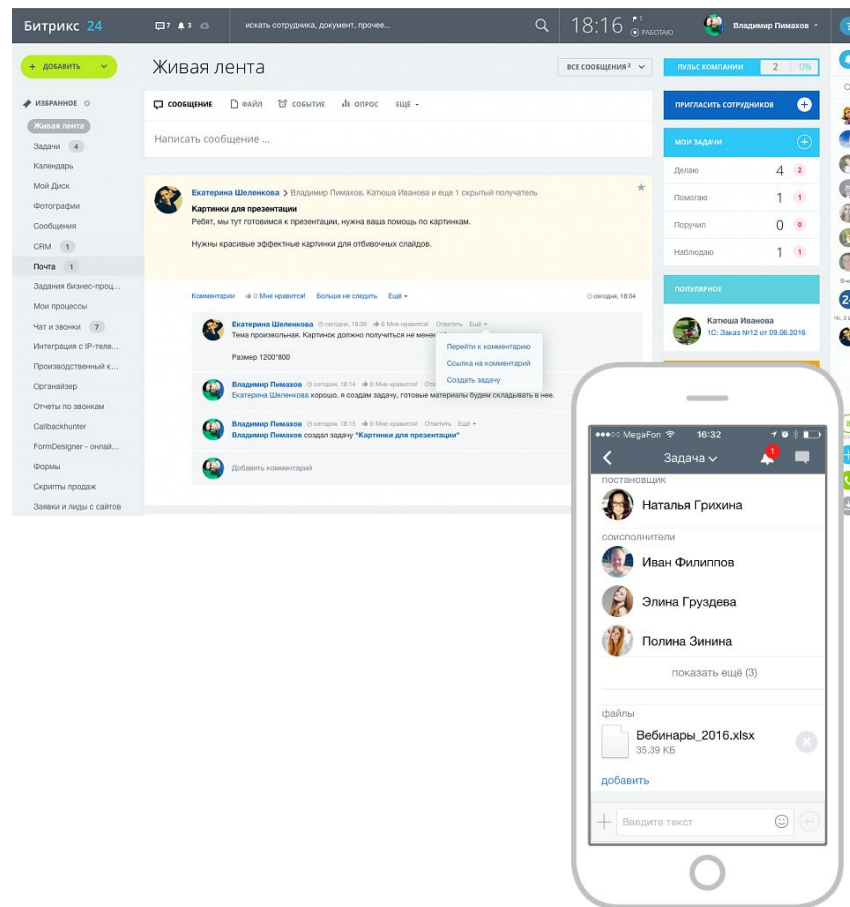 Битрикс 24
7
3
искать сотрудника, документ, прочее...
18:16
1
РАБОТАЮ
Владимир Пимахов
?
+ ДОБАВИТЬ
ИЗБРАННОЕ
Живая лента
Задачи 4
Календарь
Мой Диск
Фотографии
Сообщения
CRM 1
Почта 1
Задания бизнес-проц...
Мои процессы
Чат и звонки 7
Интеграция с IP-теле...
Производственный к...
Органайзер
Отчеты по звонкам
Callbackhunter
FormDesigner - онлай...
Формы
Скрипты продаж
Заявки и лиды с сайтов
Живая лента
ВСЕ СООБЩЕНИЯ 2
СООБЩЕНИЕ ФАЙЛ СОБЫТИЕ ОПРОС ЕЩЁ
Написать сообщение ...
Екатерина Шеленкова > Владимир Пимахов. Катюша Иванова и еще 1 скрытый получатель
Картинки для презентации
Ребят, мы тут готовимся к презентации, нужна ваша помощь по картинкам.
Нужны красивые эффектные картинки для отбивочных слайдов.
Комментарии 0 Мне нравится! Больше не следить Ещё
сегодня, 18:04
Екатерина Шеленкова сегодня, 18:06 0 Мне нравится! Ответить Ещё
Тема произвольная. Картинок должно получиться не менее
Размер 1200*800
Перейти к комментарию
Ссылка на комментарий
Создать задачу
Владимир Пимахов сегодня, 18:14 0 Мне нравится!
Екатерина Шеленкова хорошо, я создам задачу, готовые материалы будем складывать в нее.
Владимир Пимахов сегодня, 18:15 0 Мне нравится! Ответить Ещё
Владимир Пимахов создал задачу "Картинки для презентации"
Добавить комментарий
ПУЛЬС КОМПАНИИ 2 0%
ПРИГЛАСИТЬ СОТРУДНИКОВ
МОИ ЗАДАЧИ
Делаю 4 2
Помогаю 1 1
Поручил 0 0
Наблюдаю 1 1
ПОПУЛЯРНОЕ
Катюша Иванова
1С: Заказ №12 от 09.06.2016
MegaFon 16:32
Задача
1
ПОСТАНОВЩИК
Наталья Грихина
СОИСПОЛНИТЕЛИ
Иван Филиппов
Элина Груздева
Полина Зинина
показать ещё (3)
файлы
Вебинары_2016.xlsx
35.39 КБ
добавить
Введите текст